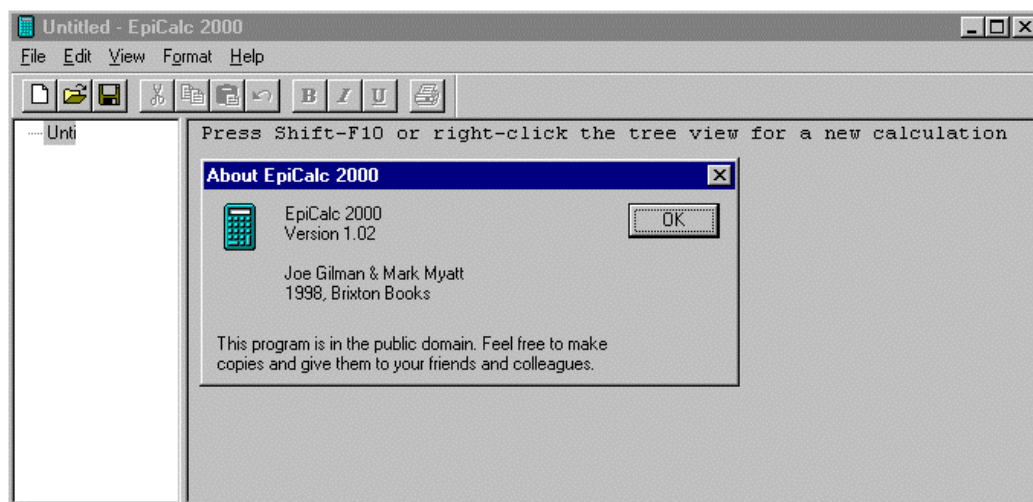 Untitled - EpiCalc 2000
File Edit View Format Help
B I U
Unti
Press Shift-F10 or right-click the tree view for a new calculation
About EpiCalc 2000
EpiCalc 2000
OK
Version 1.02
Joe Gilman & Mark Myatt
1998, Brixton Books
This program is in the public domain. Feel free to make
copies and give them to your friends and colleagues.